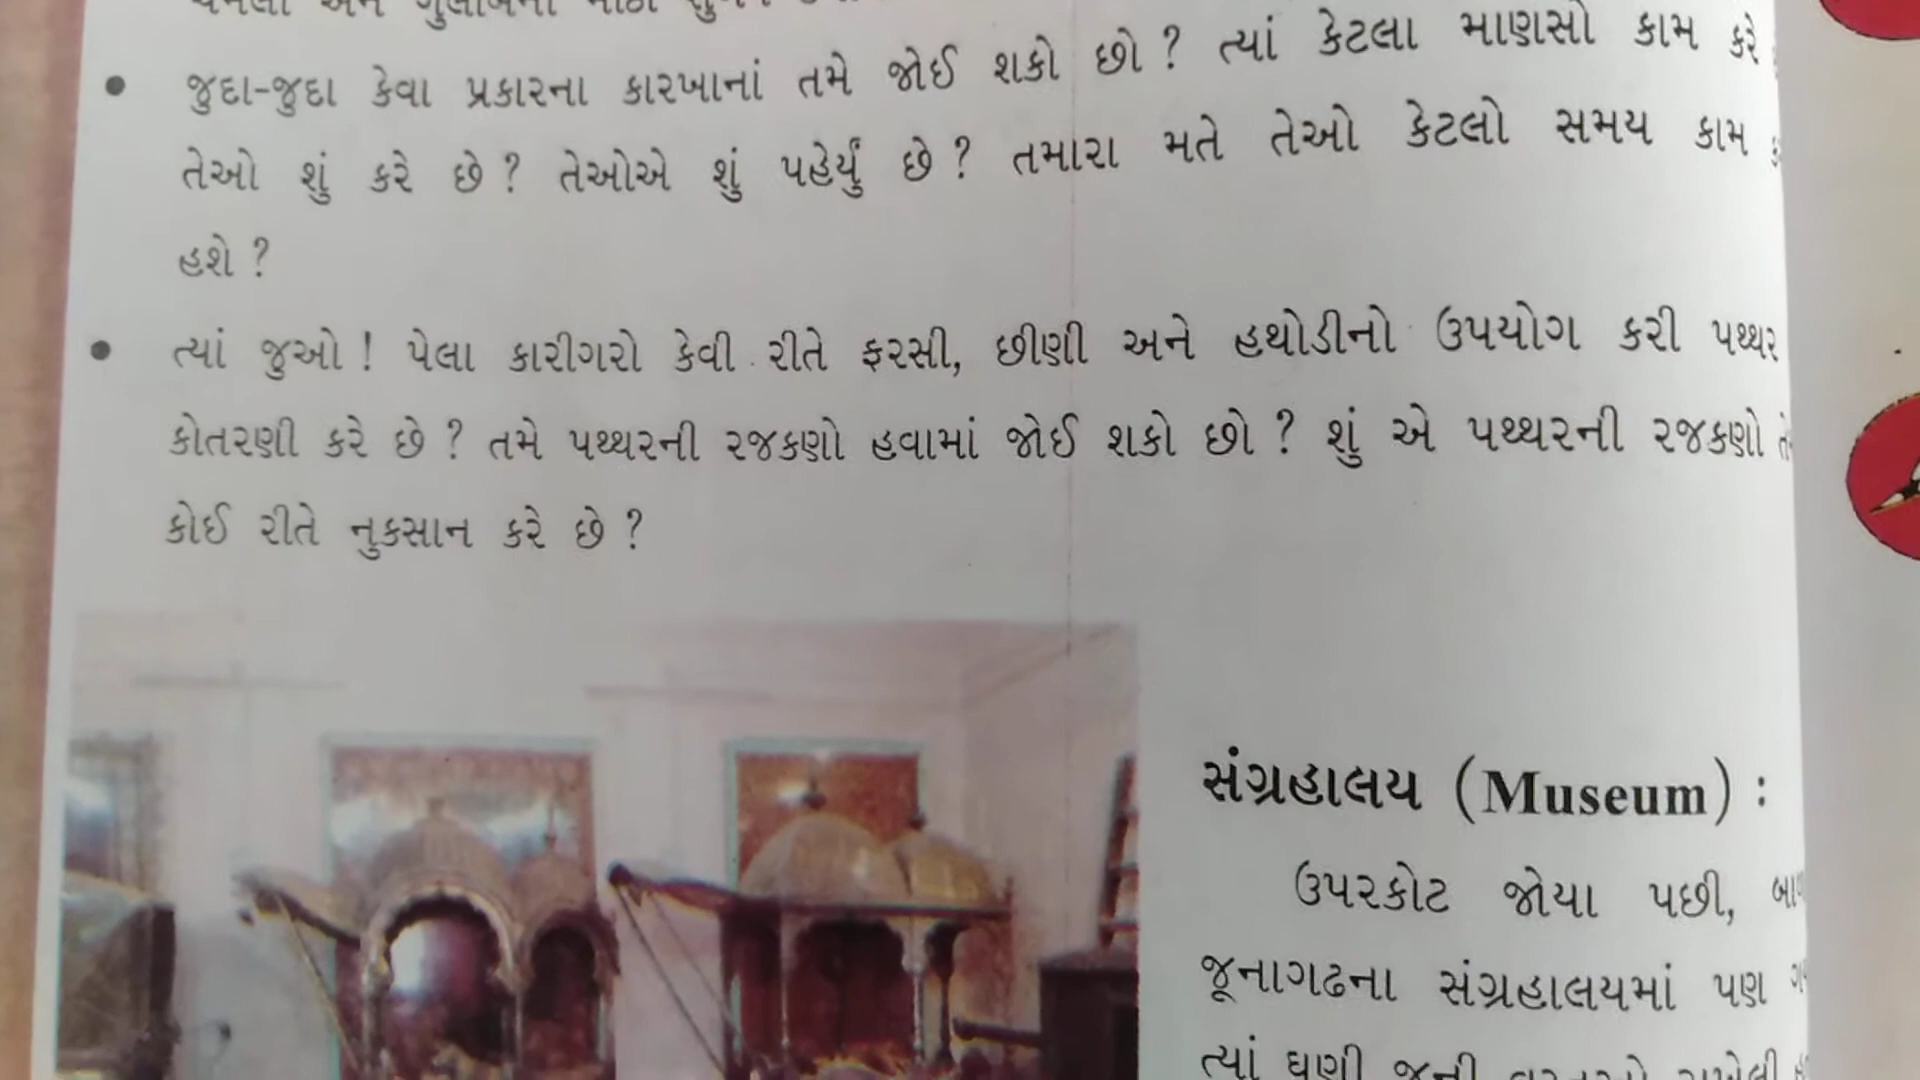 જુદા-જુદા કેવા પ્રકારના કારખાનાં તમે જોઈ શકો છો ? ત્યાં કેટલા માણસો કામ કરે
તેઓ શું કરે છે ? તેઓએ શું પહેર્યું છે ? તમારા મતે તેઓ કેટલો સમય કામ
હશે ?
ત્યાં જુઓ ! પેલા કારીગરો કેવી રીતે ફરસી, છીણી અને હથોડીનો ઉપયોગ કરી પથ્થર
કોતરણી કરે છે ? તમે પથ્થરની રજકણો હવામાં જોઈ શકો છો ? શું એ પથ્થરની રજકણો
કોઈ રીતે નુકસાન કરે છે ?
સંગ્રહાલય (Museum) :
ઉપરકોટ જોયા પછી,
જૂનાગઢના સંગ્રહાલયમાં પણ
ત્યાં ઘણી